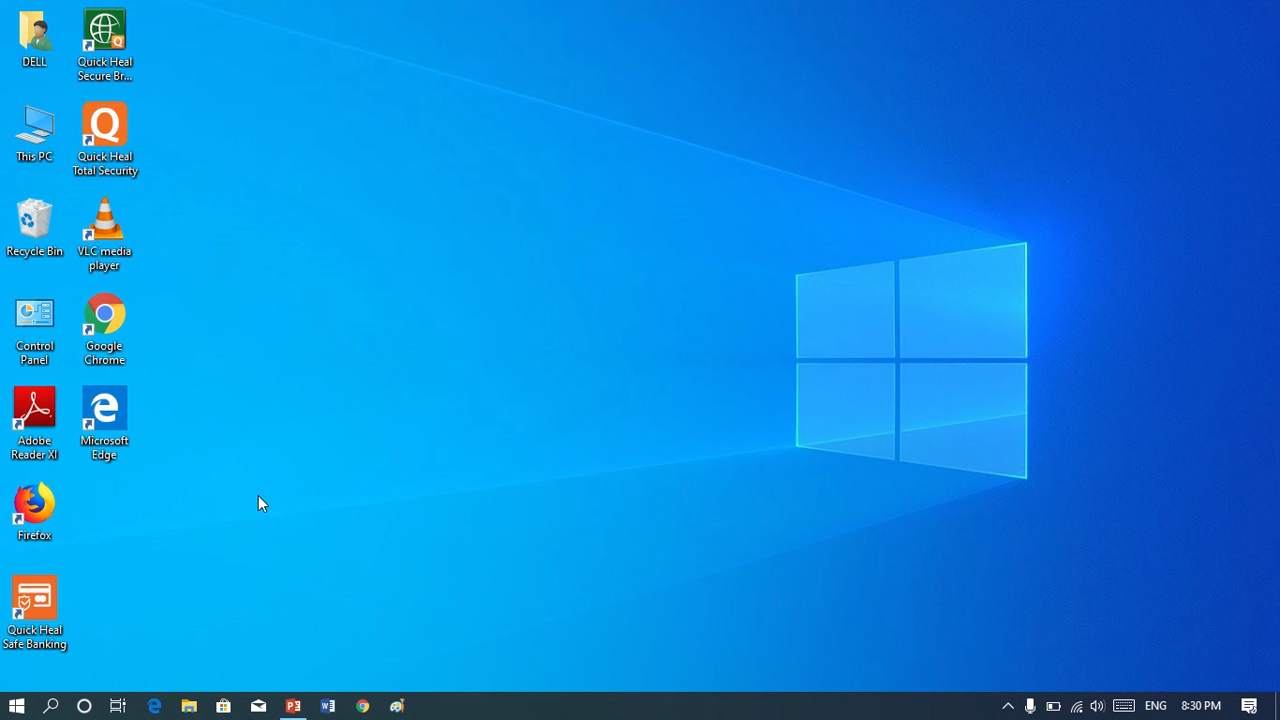 DELL
Quick Heal
Secure Br...
This PC
Quick Heal
Total Security
Recycle Bin
VLC media
player
Control
Panel
Google
Chrome
Adobe
Reader XI
Microsoft
Edge
Firefox
Quick Heal
Safe Banking
ENG
8:30 PM